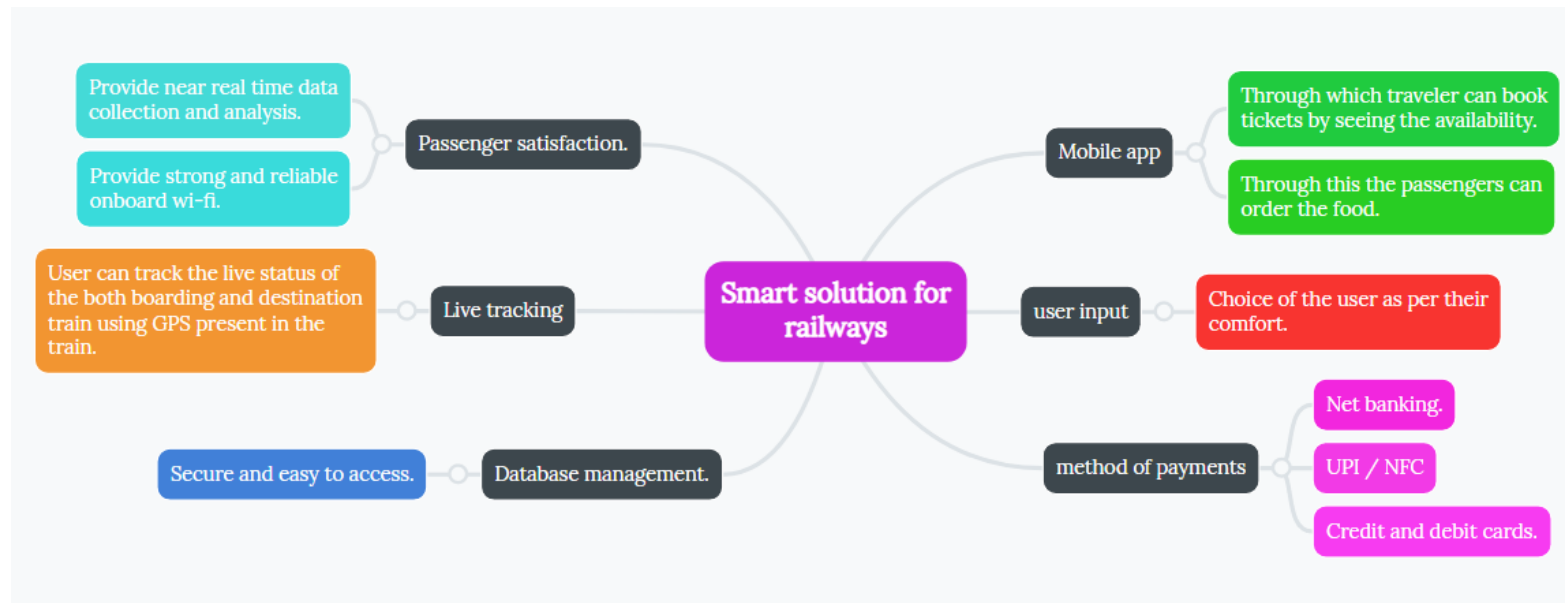 Provide near real time data
collection and analysis.
Provide strong and reliable
onboard wi-fi.
Passenger satisfaction.
User can track the live status of
the both boarding and destination
train using GPS present in the
train.
Live tracking
Secure and easy to access.
Database management.
Smart solution for
railways
Mobile app
Through which traveler can book
tickets by seeing the availability.
Through this the passengers can
order the food.
user input
Choice of the user as per their
comfort.
method of payments
Net banking.
UPI / NFC
Credit and debit cards.